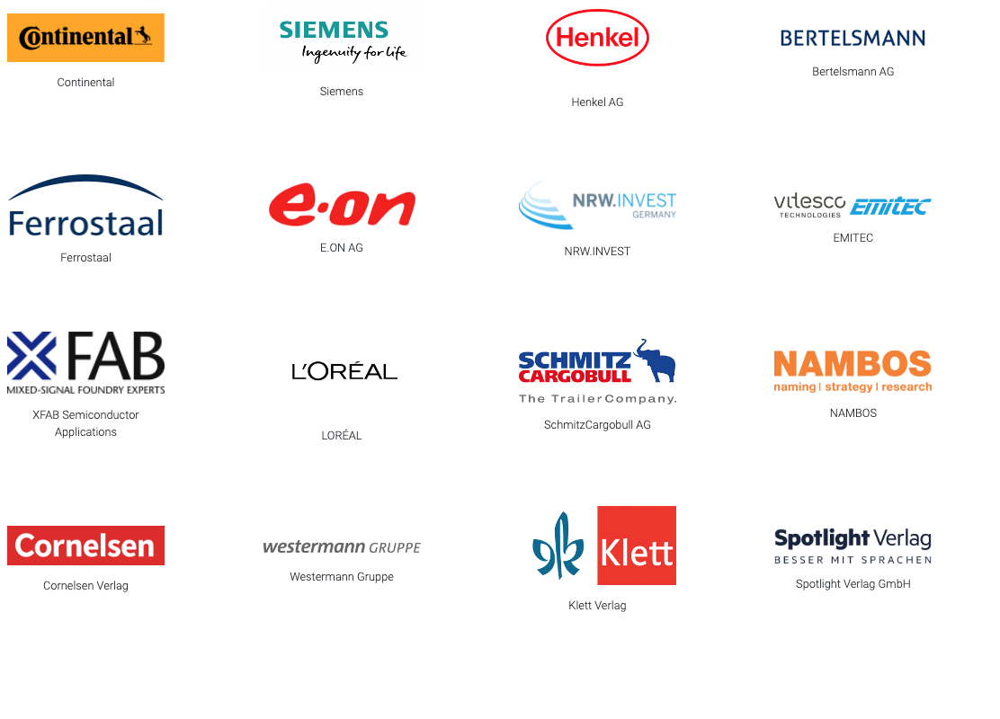 Continental
Continental
SIEMENS
Ingenuity for life
Siemens
Henkel
Henkel AG
BERTELSMANN
Bertelsmann AG
Ferrostaal
Ferrostaal
e·on
E.ON AG
NRW.INVEST
GERMANY
NRW.INVEST
vitesco
TECHNOLOGIES
EMITEC
EMITEC
XFAB
MIXED-SIGNAL FOUNDRY EXPERTS
XFAB Semiconductor
Applications
L'ORÉAL
LORÉAL
SCHMITZ
CARGOBULL
The Trailer Company.
SchmitzCargobull AG
NAMBOS
naming | strategy | research
NAMBOS
Cornelsen
Cornelsen Verlag
westermann GRUPPE
Westermann Gruppe
Klett
Klett Verlag
Spotlight Verlag
BESSER MIT SPRACHEN
Spotlight Verlag GmbH